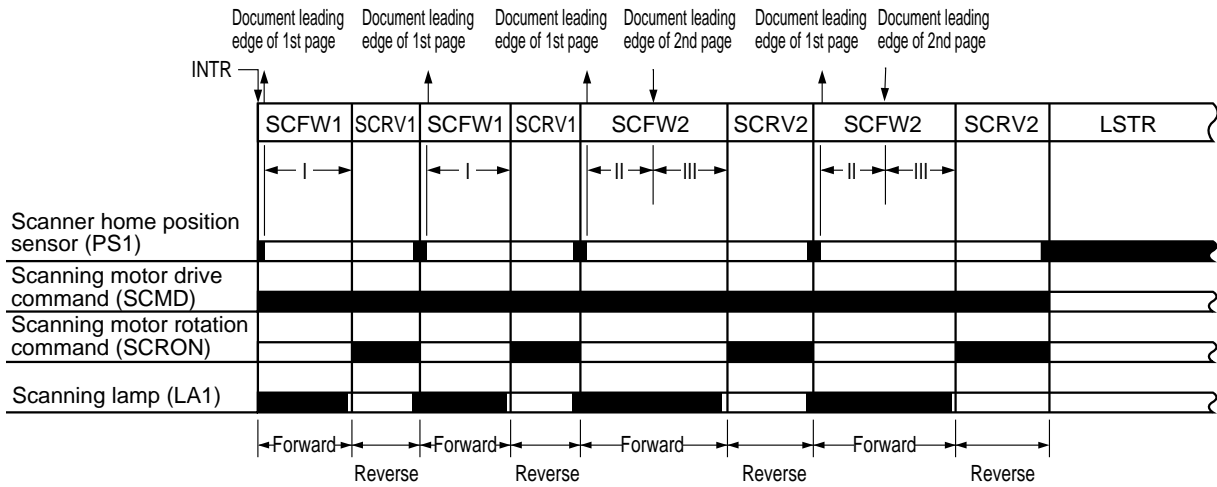 Document leading Document leading Document leading Document leading Document leading Document leading
edge of 1st page edge of 1st page edge of 1st page edge of 2nd page edge of 1st page edge of 2nd page
INTR
SCFW1 SCRV1 SCFW1 SCRV1 SCFW2 SCRV2 SCFW2 SCRV2 LSTR
I I II III II III
Scanner home position
sensor (PS1)
Scanning motor drive
command (SCMD)
Scanning motor rotation
command (SCRON)
Scanning lamp (LA1)
Forward Forward Forward Forward
Reverse Reverse Reverse Reverse